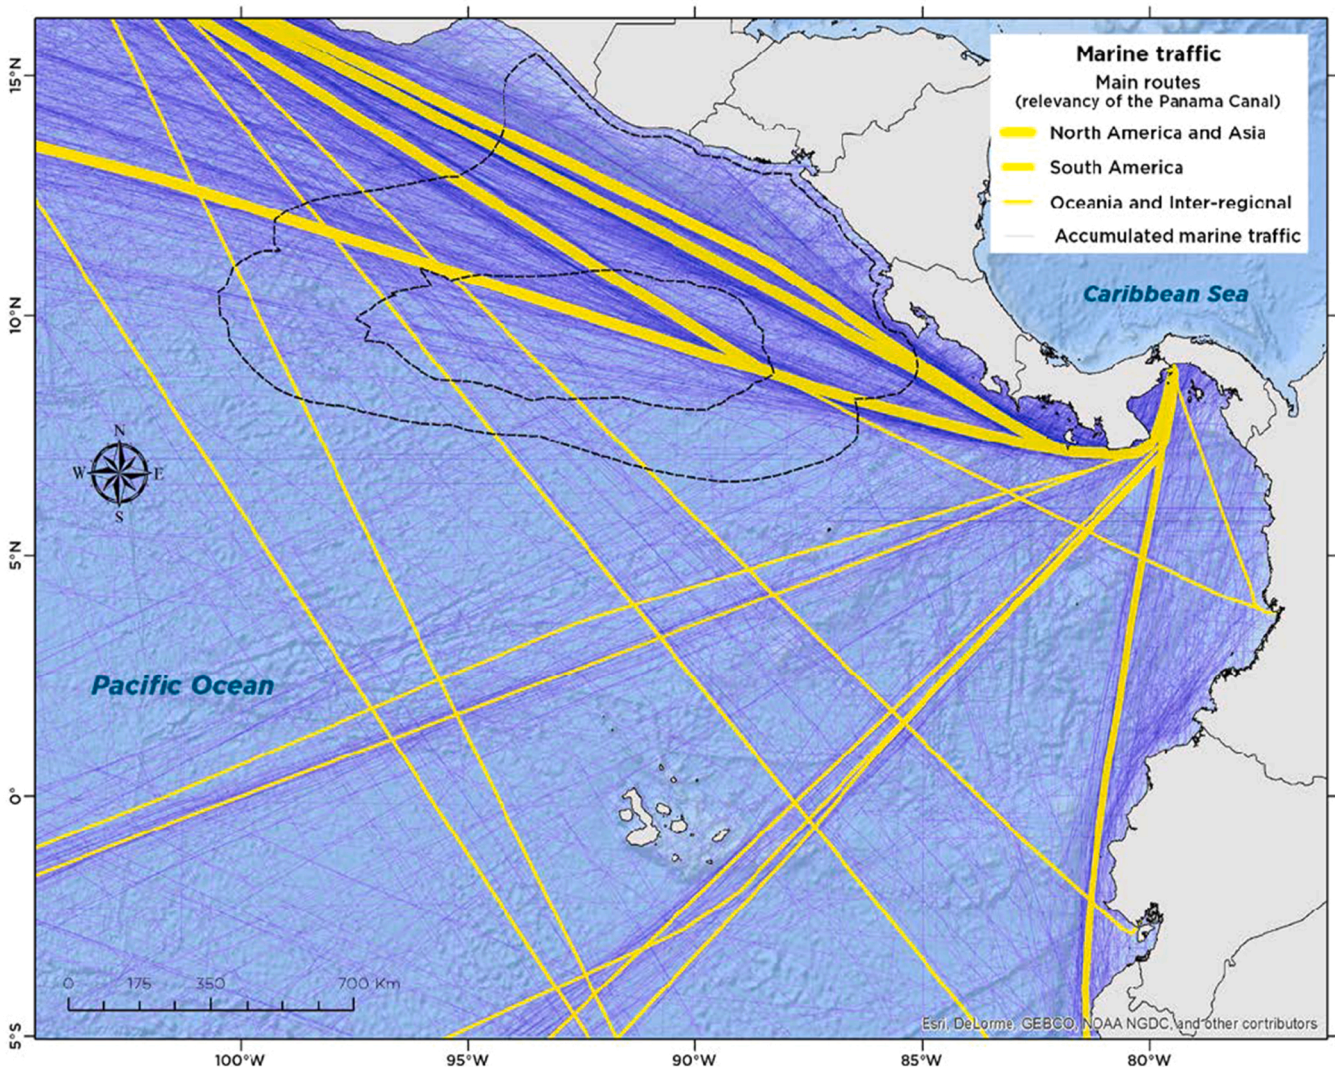 Marine traffic
Main routes
(relevancy of the Panama Canal)
North America and Asia
South America
Oceania and Inter-regional
Accumulated marine traffic
Caribbean Sea
Pacific Ocean
N
W E
S
15°N
10°N
5°N
0°
5°S
0 175 350 700 Km
Esri, DeLorme, GEBCO, NOAA NGDC, and other contributors
100°W 95°W 90°W 85°W 80°W